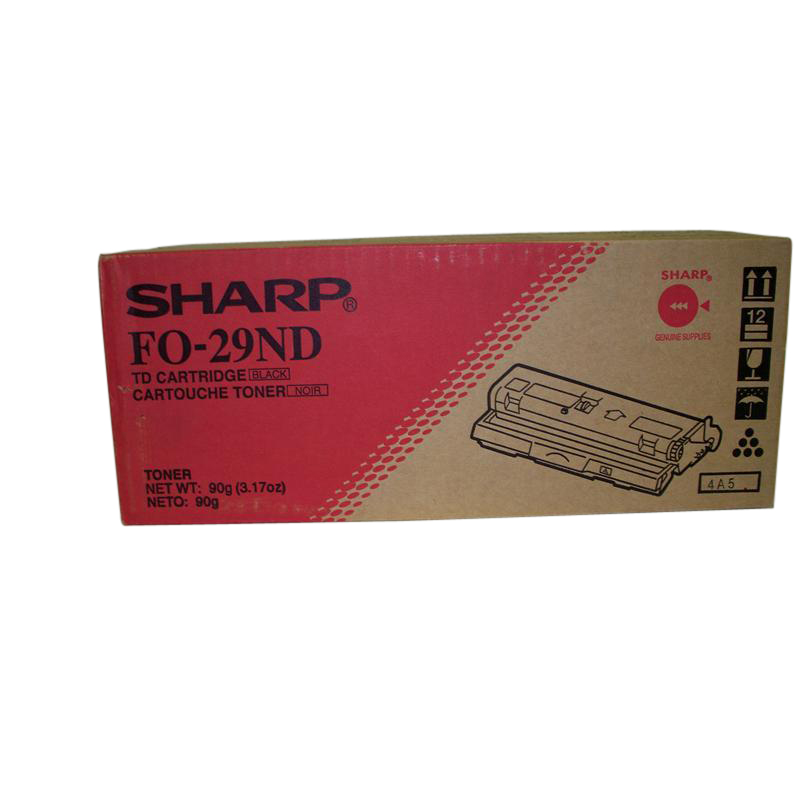 SHARP®
FO-29ND
TD CARTRIDGE BLACK
CARTOUCHE TONER NOIR
TONER
NET WT: 90g (3.17oz)
NETO: 90g
SHARP®
GENUINE SUPPLIES
12
4A5